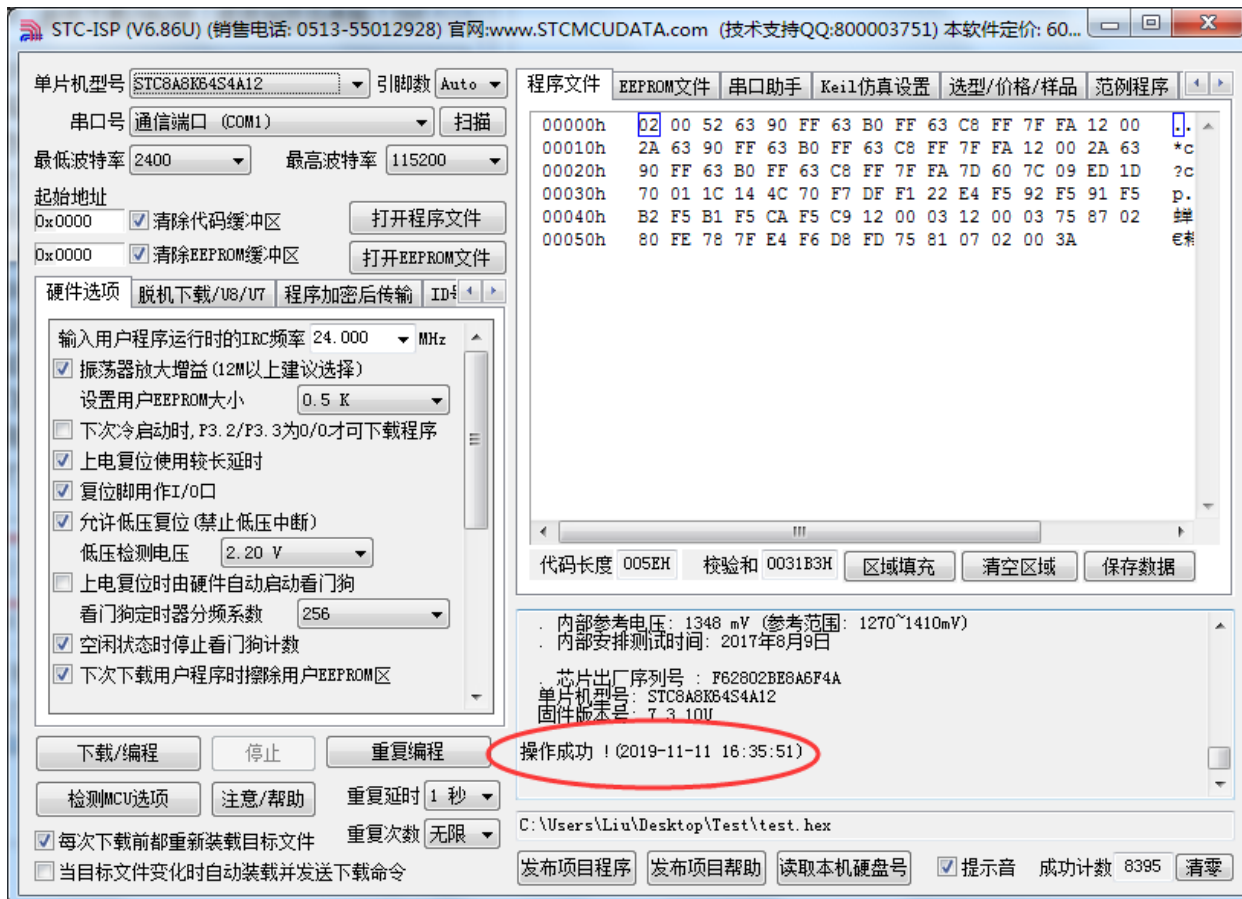 STC-ISP (V6.86U) (销售电话: 0513-55012928) 官网:www.STCMCUDATA.com (技术支持QQ:800003751) 本软件定价: 60...
单片机型号 STC8A8K64S4A12 引脚数 Auto
串口号 通信端口 (COM1) 扫描
最低波特率 2400 最高波特率 115200
起始地址
0x0000 清除代码缓冲区 打开程序文件
0x0000 清除EEPROM缓冲区 打开EEPROM文件
硬件选项 脱机下载/U8/U7 程序加密后传输
输入用户程序运行时的IRC频率 24.000 MHz
振荡器放大增益(12M以上建议选择)
设置用户EEPROM大小 0.5 K
下次冷启动时,P3.2/P3.3为0/0才可下载程序
上电复位使用较长延时
复位脚用作I/O口
允许低压复位(禁止低压中断)
低压检测电压 2.20 V
上电复位时由硬件自动启动看门狗
看门狗定时器分频系数 256
空闲状态时停止看门狗计数
下次下载用户程序时擦除用户EEPROM区
下载/编程 停止 重复编程
检测MCU选项 注意/帮助 重复延时 1 秒
每次下载前都重新装载目标文件 重复次数 无限
当目标文件变化时自动装载并发送下载命令
程序文件 EEPROM文件 串口助手 Keil仿真设置 选型/价格/样品 范例程序
00000h 02 00 52 63 90 FF 63 B0 FF 63 C8 FF 7F FA 12 00 ..
00010h 2A 63 90 FF 63 B0 FF 63 C8 FF 7F FA 12 00 2A 63 *c
00020h 90 FF 63 B0 FF 63 C8 FF 7F FA 7D 60 7C 09 ED 1D ?c
00030h 70 01 1C 14 4C 70 F7 DF F1 22 E4 F5 92 F5 91 F5 p.
00040h B2 F5 B1 F5 CA F5 C9 12 00 03 12 00 03 75 87 02
00050h 80 FE 78 7F E4 F6 D8 FD 75 81 07 02 00 3A
代码长度 005EH 校验和 0031B3H 区域填充 清空区域 保存数据
. 内部参考电压: 1348 mV (参考范围: 1270~1410mV)
. 内部安排测试时间: 2017年8月9日
. 芯片出厂序列号 : F62802BE8A6F4A
单片机型号: STC8A8K64S4A12
固件版本号: 7.3.10U
操作成功 !(2019-11-11 16:35:51)
C:\Users\Liu\Desktop\Test\test.hex
发布项目程序 发布项目帮助 读取本机硬盘号 提示音 成功计数 8395 清零